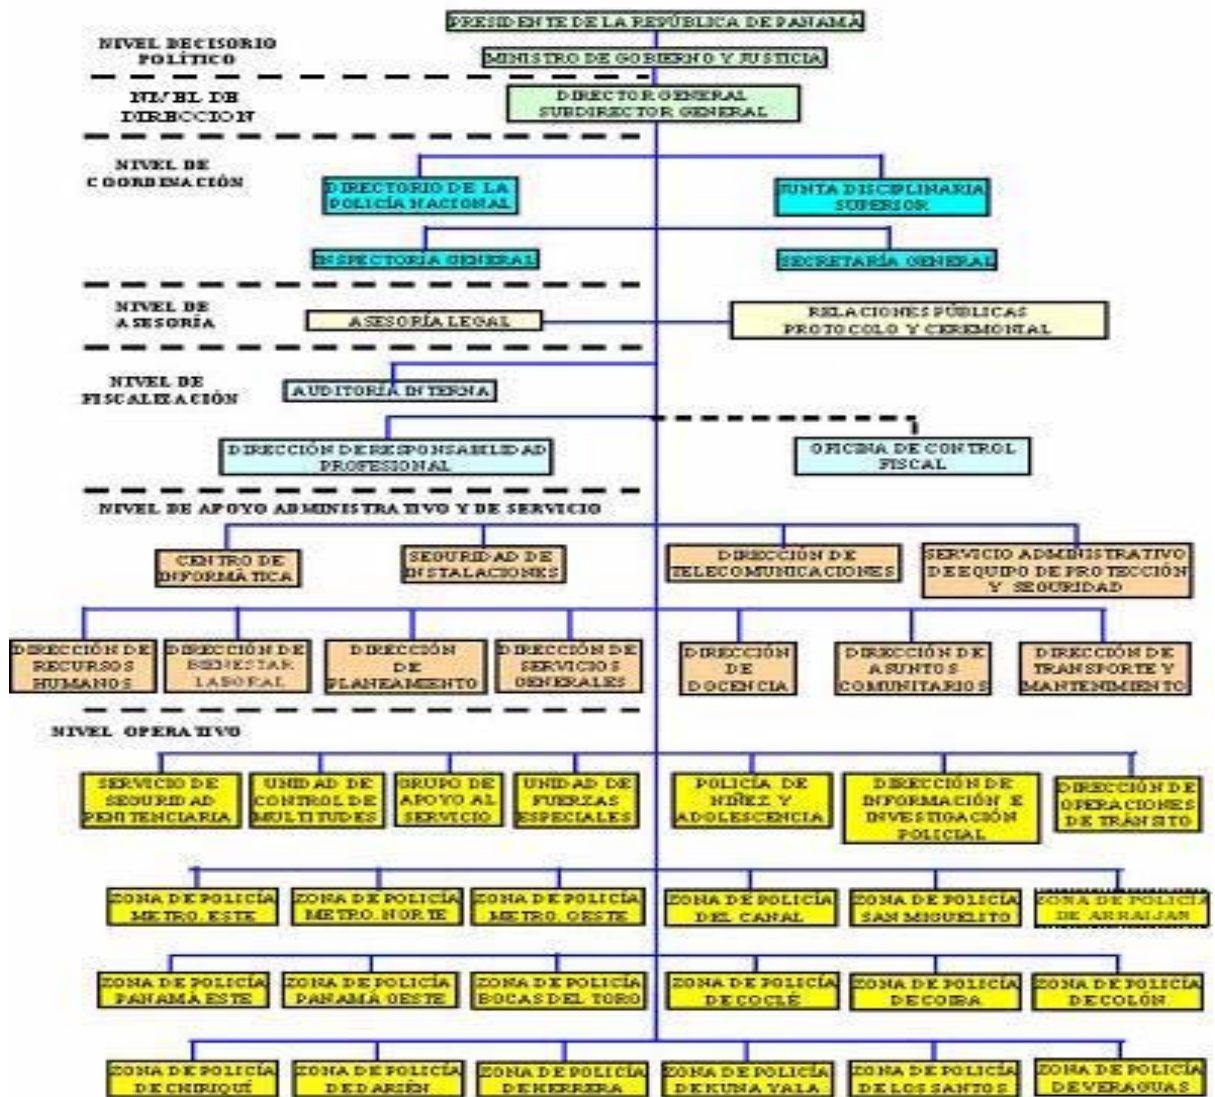 PRESIDENTE DE LA REPÚBLICA DE PANAMÁ
NIVEL DECISORIO
POLÍTICO
MINISTRO DE GOBIERNO Y JUSTICIA
NIVEL DE
DIRECCION
DIRECTOR GENERAL
SUBDIRECTOR GENERAL
NIVEL DE
COORDINACIÓN
DIRECTORIO DE LA
POLICÍA NACIONAL
JUNTA DISCIPLINARIA
SUPERIOR
INSPECTORÍA GENERAL
SECRETARÍA GENERAL
NIVEL DE
ASESORÍA
ASESORÍA LEGAL
RELACIONES PÚBLICAS
PROTOCOLO Y CEREMONIAL
NIVEL DE
FISCALIZACIÓN
AUDITORÍA INTERNA
DIRECCIÓN DE RESPONSABILIDAD
PROFESIONAL
OFICINA DE CONTROL
FISCAL
NIVEL DE APOYO ADMINISTRATIVO Y DE SERVICIO
CENTRO DE
INFORMÁTICA
SEGURIDAD DE
INSTALACIONES
DIRECCIÓN DE
TELECOMUNICACIONES
SERVICIO ADMINISTRATIVO
DE EQUIPO DE PROTECCIÓN
Y SEGURIDAD
DIRECCIÓN DE
RECURSOS
HUMANOS
DIRECCIÓN DE
BIENESTAR
LABORAL
DIRECCIÓN
DE
PLANEAMIENTO
DIRECCIÓN DE
SERVICIOS
GENERALES
DIRECCIÓN
DE
DOCENCIA
DIRECCIÓN DE
ASUNTOS
COMUNITARIOS
DIRECCIÓN DE
TRANSPORTE Y
MANTENIMIENTO
NIVEL OPERATIVO
SERVICIO DE
SEGURIDAD
PENITENCIARIA
UNIDAD DE
CONTROL DE
MULTITUDES
GRUPO DE
APOYO AL
SERVICIO
UNIDAD DE
FUERZAS
ESPECIALES
POLICÍA DE
NIÑEZ Y
ADOLESCENCIA
DIRECCIÓN DE
INFORMACIÓN E
INVESTIGACIÓN
POLICIAL
DIRECCIÓN DE
OPERACIONES
DE TRÁNSITO
ZONA DE POLICÍA
METRO. ESTE
ZONA DE POLICÍA
METRO. NORTE
ZONA DE POLICÍA
METRO. OESTE
ZONA DE POLICÍA
DEL CANAL
ZONA DE POLICÍA
SAN MIGUELITO
ZONA DE POLICÍA
DE ARRAIJAN
ZONA DE POLICÍA
PANAMÁ ESTE
ZONA DE POLICÍA
PANAMÁ OESTE
ZONA DE POLICÍA
BOCAS DEL TORO
ZONA DE POLICÍA
DE COCLÉ
ZONA DE POLICÍA
DE COIBA
ZONA DE POLICÍA
DE COLÓN
ZONA DE POLICÍA
DE CHIRIQUÍ
ZONA DE POLICÍA
DE DARIÉN
ZONA DE POLICÍA
DE HERRERA
ZONA DE POLICÍA
DE KUNA YALA
ZONA DE POLICÍA
DE LOS SANTOS
ZONA DE POLICÍA
DE VERAGUAS